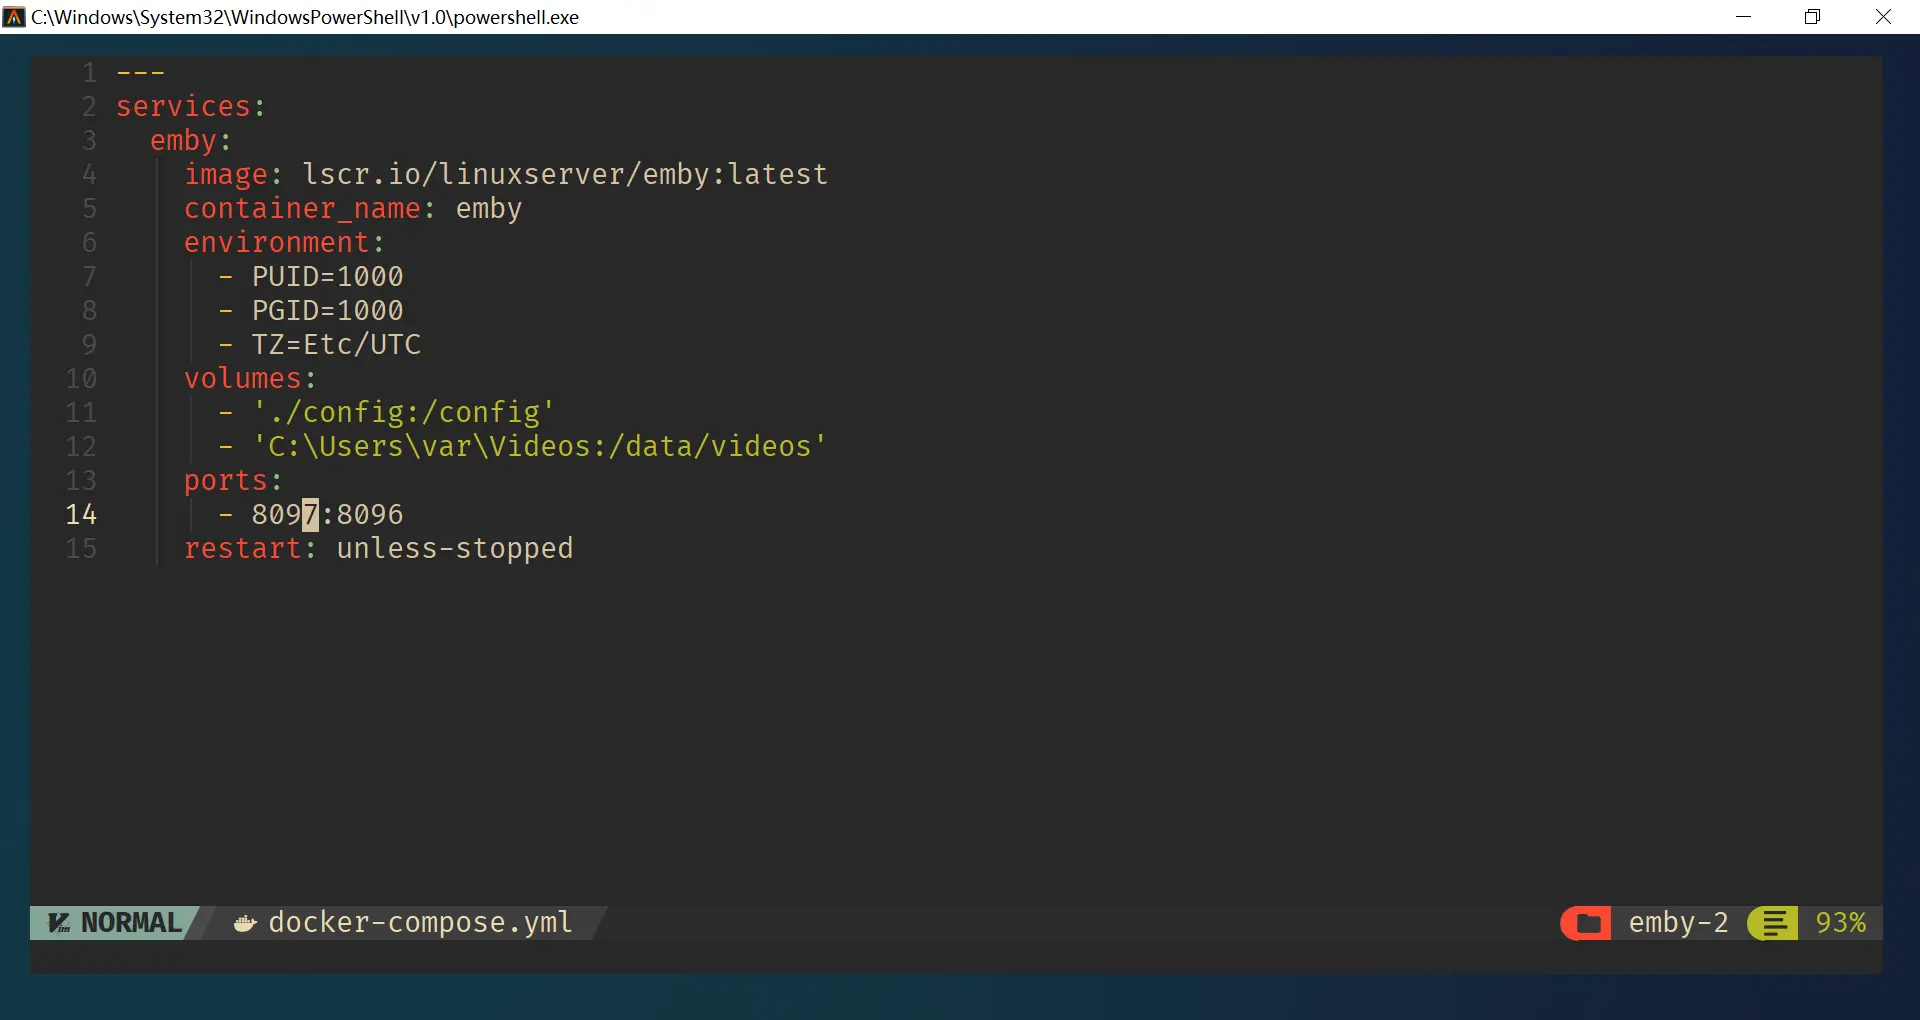 C:\Windows\System32\WindowsPowerShell\v1.0\powershell.exe
1 ---
2 services:
3   emby:
4     image: lscr.io/linuxserver/emby:latest
5     container_name: emby
6     environment:
7       - PUID=1000
8       - PGID=1000
9       - TZ=Etc/UTC
10     volumes:
11       - './config:/config'
12       - 'C:\Users\var\Videos:/data/videos'
13     ports:
14       - 8097:8096
15     restart: unless-stopped
NORMAL docker-compose.yml emby-2 93%